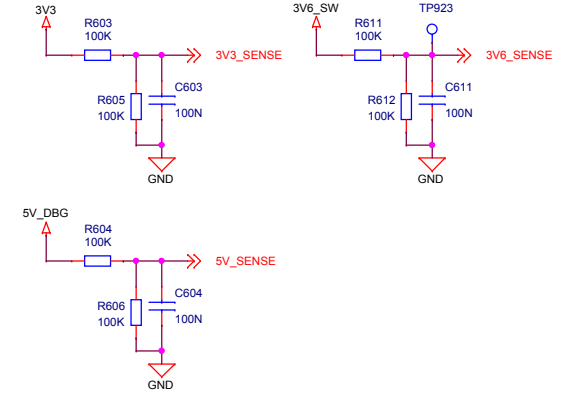 3V3
R603
100K
3V3_SENSE
C603
R605
100K
100N
GND
3V6_SW
TP923
R611
100K
3V6_SENSE
C611
R612
100K
100N
GND
5V_DBG
R604
100K
5V_SENSE
C604
R606
100K
100N
GND